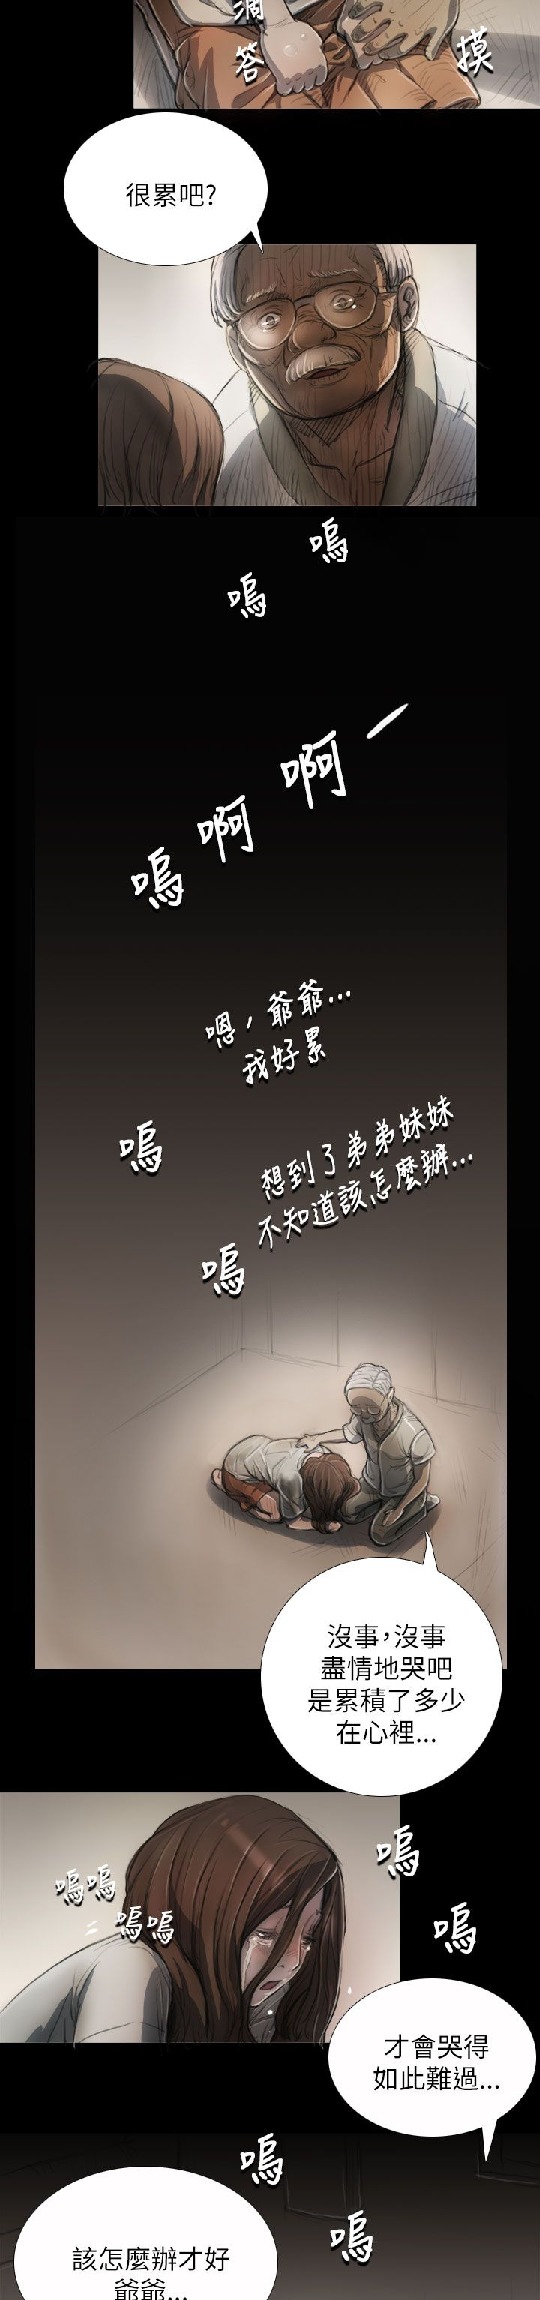 滴
答
摸
很累吧?
嗚
嗚
啊一
啊
嗚
嗯，爺爺...
我好累
嗚
想到了弟弟妹妹
不知道該怎麼辦...
嗚
沒事，沒事
盡情地哭吧
是累積了多少
在心裡...
嗚
嗚嗚
嗚嗚
嗚
才會哭得
如此難過...
嗚
嗚
該怎麼辦才好
爺爺...